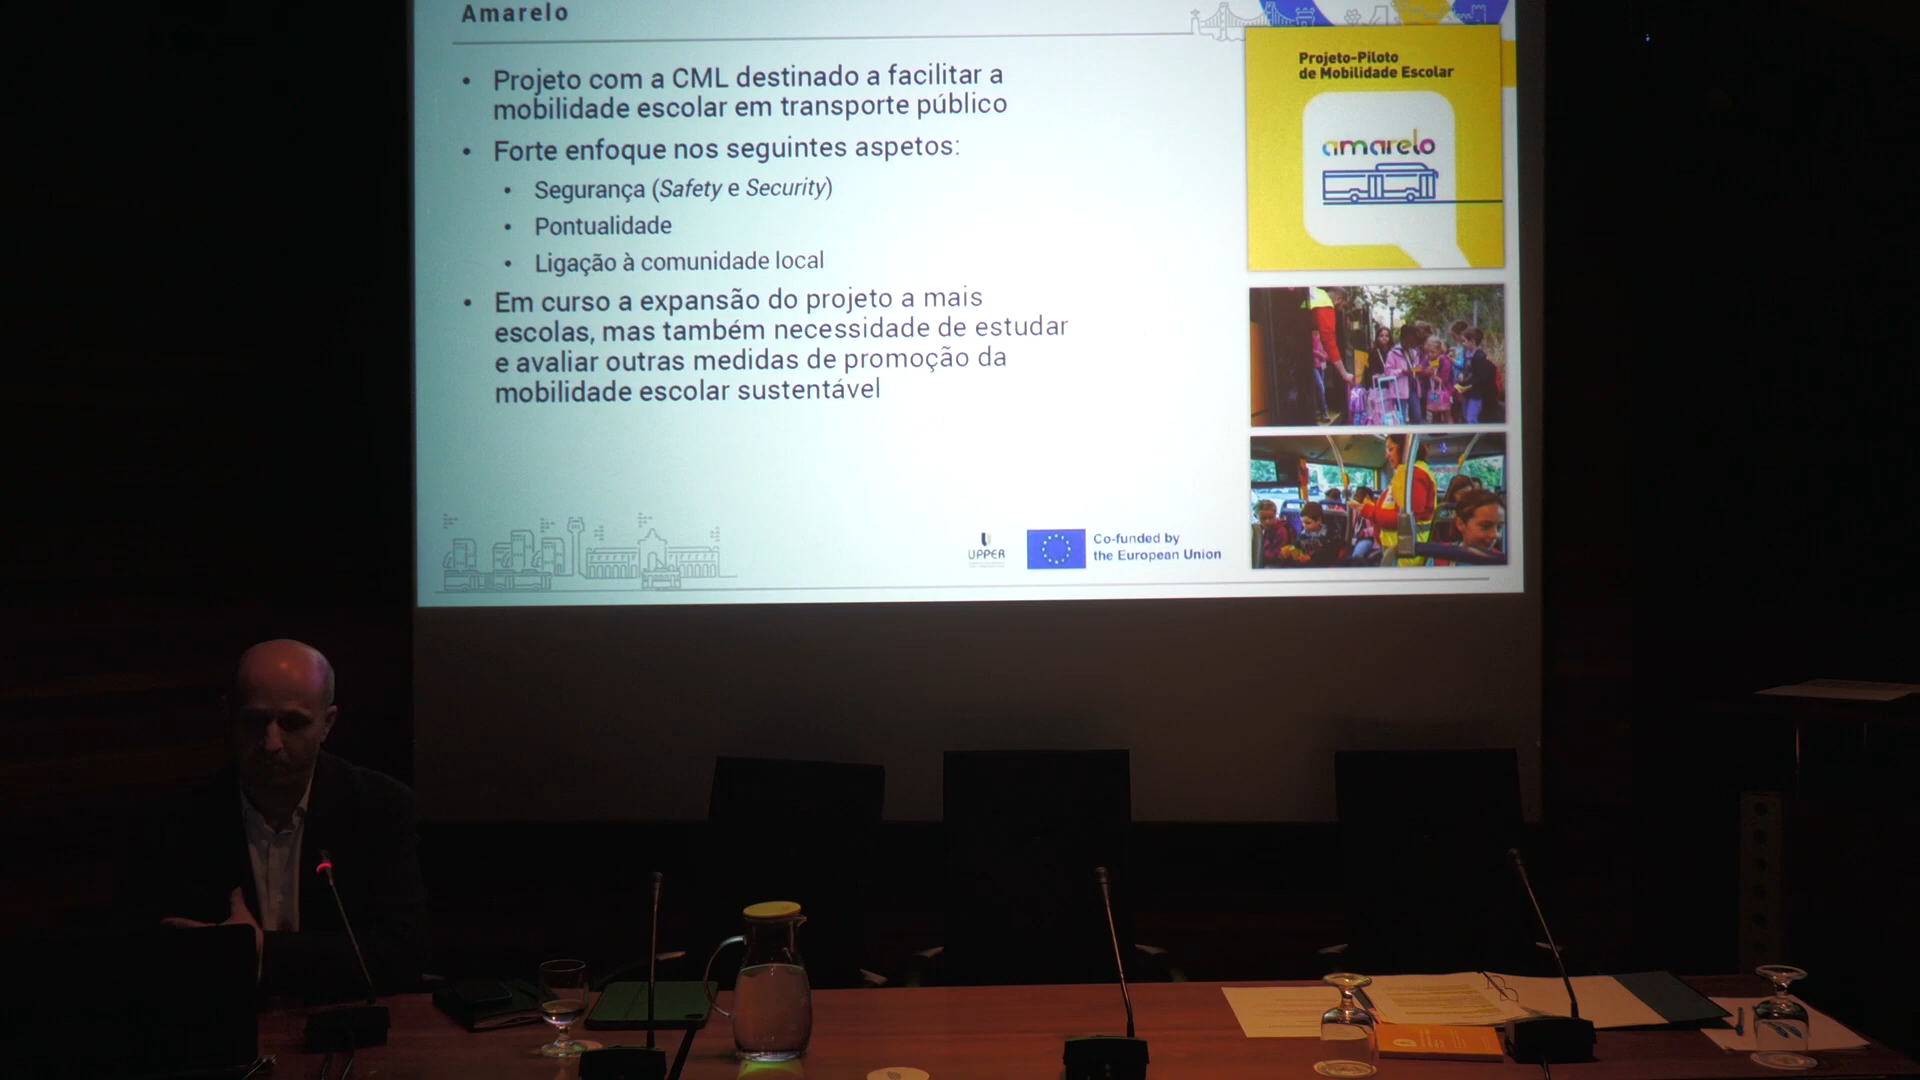 Amarelo
• Projeto com a CML destinado a facilitar a
mobilidade escolar em transporte público
• Forte enfoque nos seguintes aspetos:
• Segurança (Safety e Security)
• Pontualidade
• Ligação à comunidade local
• Em curso a expansão do projeto a mais
escolas, mas também necessidade de estudar
e avaliar outras medidas de promoção da
mobilidade escolar sustentável
Projeto-Piloto
de Mobilidade Escolar
amarelo
UPPER
Co-funded by
the European Union